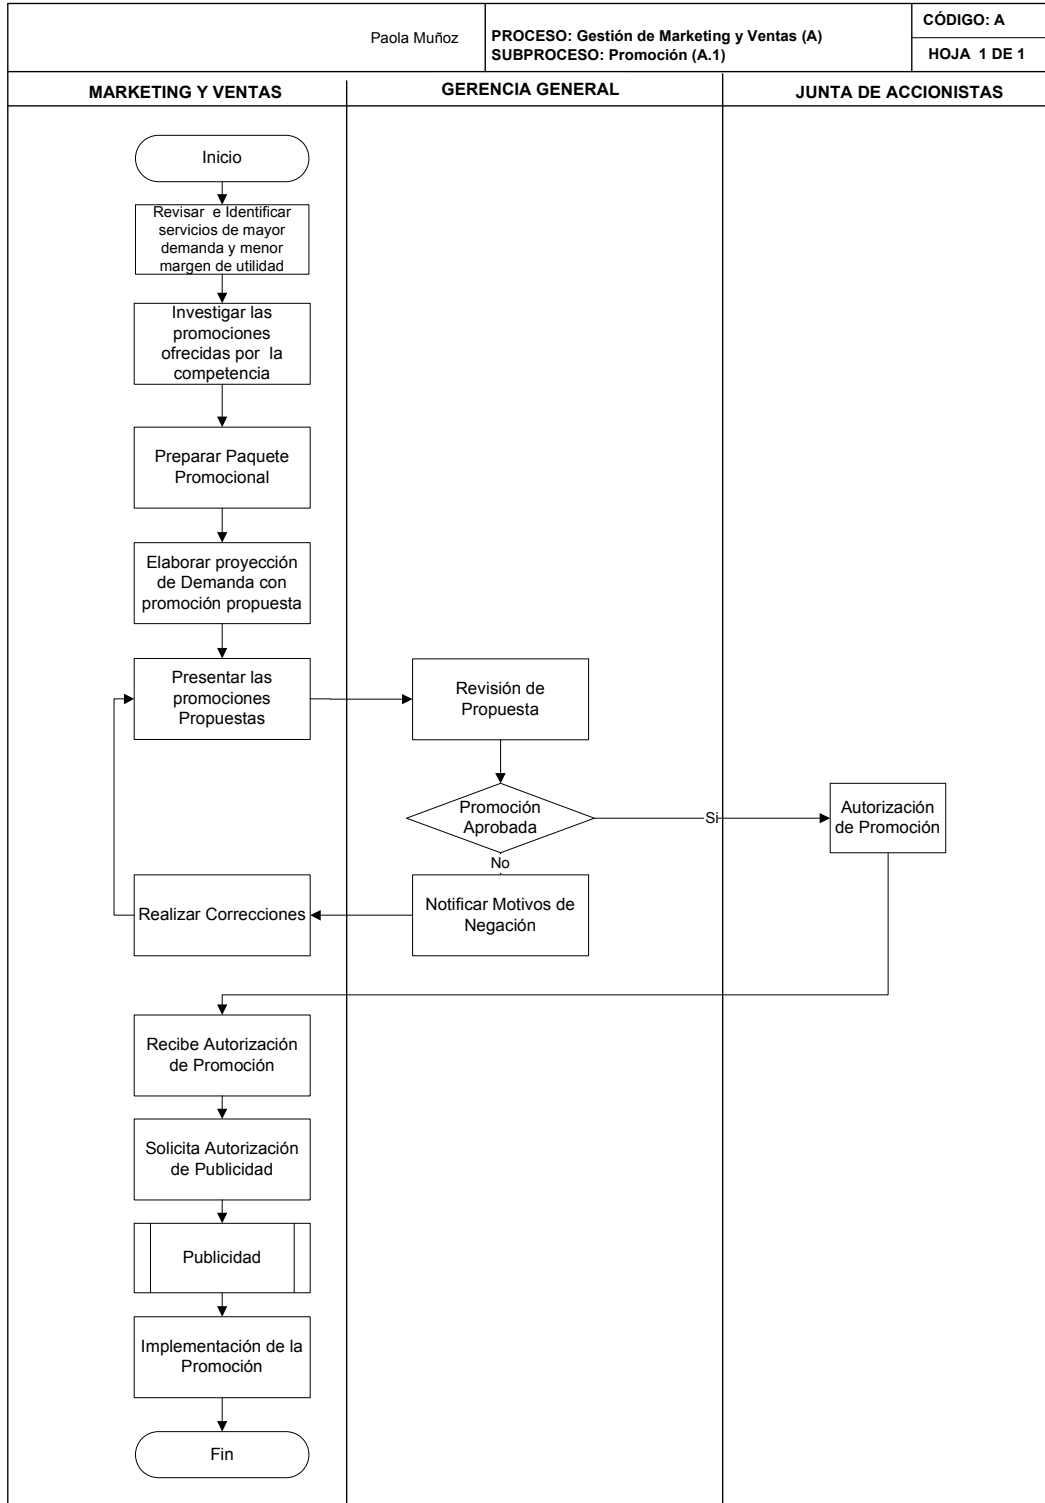 Paola Muñoz
PROCESO: Gestión de Marketing y Ventas (A)
SUBPROCESO: Promoción (A.1)
CÓDIGO: A
HOJA 1 DE 1
MARKETING Y VENTAS
GERENCIA GENERAL
JUNTA DE ACCIONISTAS
Inicio
Revisar e Identificar
servicios de mayor
demanda y menor
margen de utilidad
Investigar las
promociones
ofrecidas por la
competencia
Preparar Paquete
Promocional
Elaborar proyección
de Demanda con
promoción propuesta
Presentar las
promociones
Propuestas
Revisión de
Propuesta
Promoción
Aprobada
Si
Autorización
de Promoción
No
Notificar Motivos de
Negación
Realizar Correcciones
Recibe Autorización
de Promoción
Solicita Autorización
de Publicidad
Publicidad
Implementación de la
Promoción
Fin